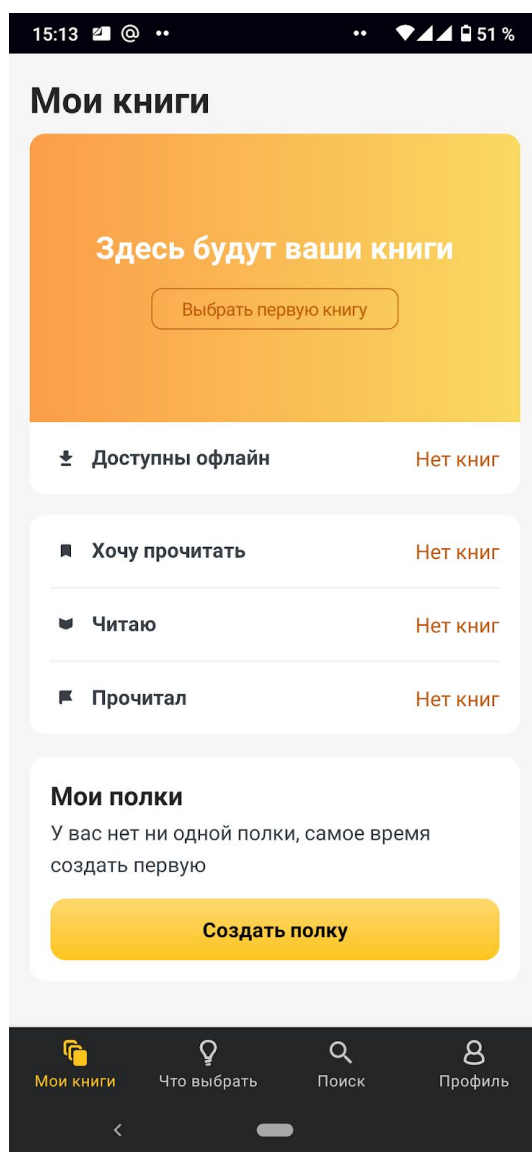 15:13 @ 51 %
Мои книги
Здесь будут ваши книги
Выбрать первую книгу
Доступны офлайн Нет книг
Хочу прочитать Нет книг
Читаю Нет книг
Прочитал Нет книг
Мои полки
У вас нет ни одной полки, самое время
создать первую
Создать полку
Мои книги Что выбрать Поиск Профиль